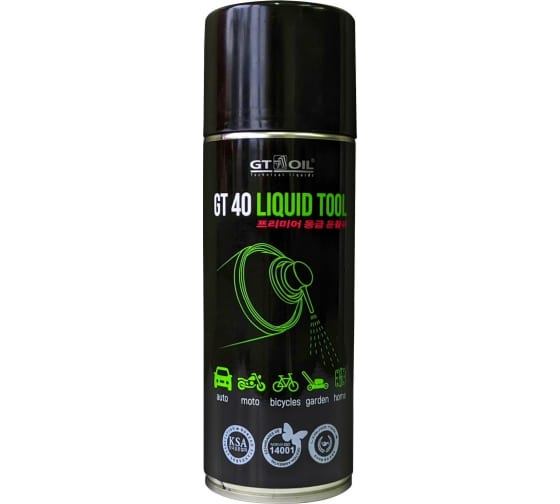 GT OIL®
Technical liquids
GT 40 LIQUID TOOL
프리미어 등급 윤활
auto moto bicycles garden home
KSA
14001